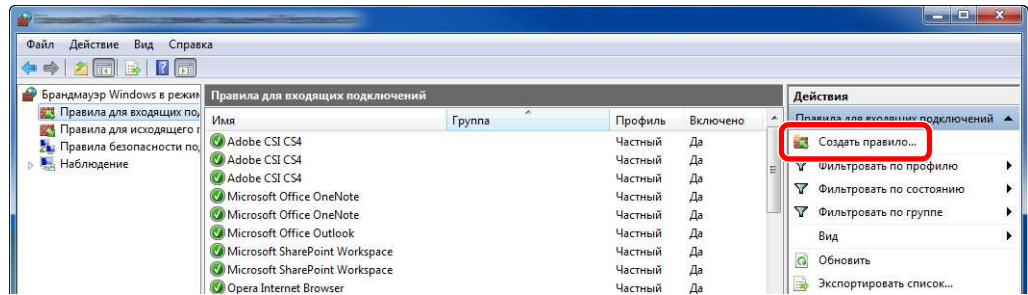 Файл Действие Вид Справка
Брандмауэр Windows в режим
Правила для входящих по
Правила для исходящего
Правила безопасности по
Наблюдение
Правила для входящих подключений
Имя Группа Профиль Включено
Adobe CSI CS4 Частный Да
Adobe CSI CS4 Частный Да
Adobe CSI CS4 Частный Да
Microsoft Office OneNote Частный Да
Microsoft Office OneNote Частный Да
Microsoft Office Outlook Частный Да
Microsoft SharePoint Workspace Частный Да
Microsoft SharePoint Workspace Частный Да
Opera Internet Browser Частный Да
Действия
Правила для входящих подключений
Создать правило...
Фильтровать по профилю
Фильтровать по состоянию
Фильтровать по группе
Вид
Обновить
Экспортировать список...